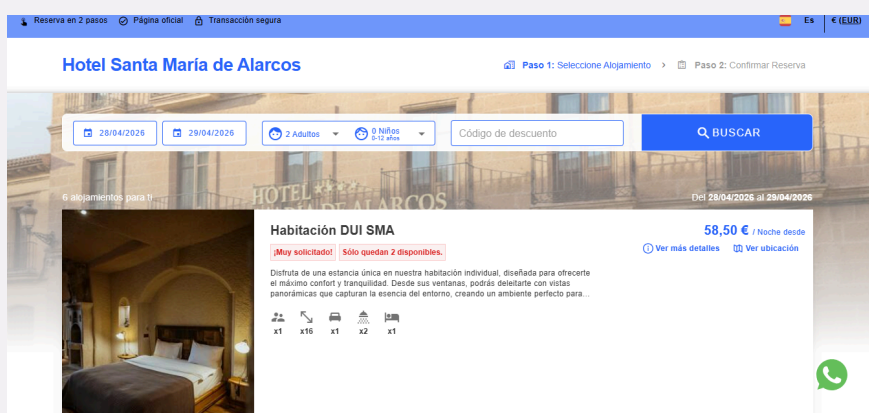 Reserva en 2 pasos Página oficial Transacción segura Es € (EUR)
Hotel Santa María de Alarcos Paso 1: Seleccione Alojamiento > Paso 2: Confirmar Reserva
28/04/2026 29/04/2026 2 Adultos 0 Niños Código de descuento BUSCAR
0-12 años
6 alojamientos para ti Del 28/04/2026 al 29/04/2026
HOTEL ****
MARÍA DE ALARCOS
Habitación DUI SMA 58,50 € / Noche desde
¡Muy solicitado! Sólo quedan 2 disponibles. Ver más detalles Ver ubicación
Disfruta de una estancia única en nuestra habitación individual, diseñada para ofrecerte
el máximo confort y tranquilidad. Desde sus ventanas, podrás deleitarte con vistas
panorámicas que capturan la esencia del entorno, creando un ambiente perfecto para...
x1 x16 x1 x2 x1